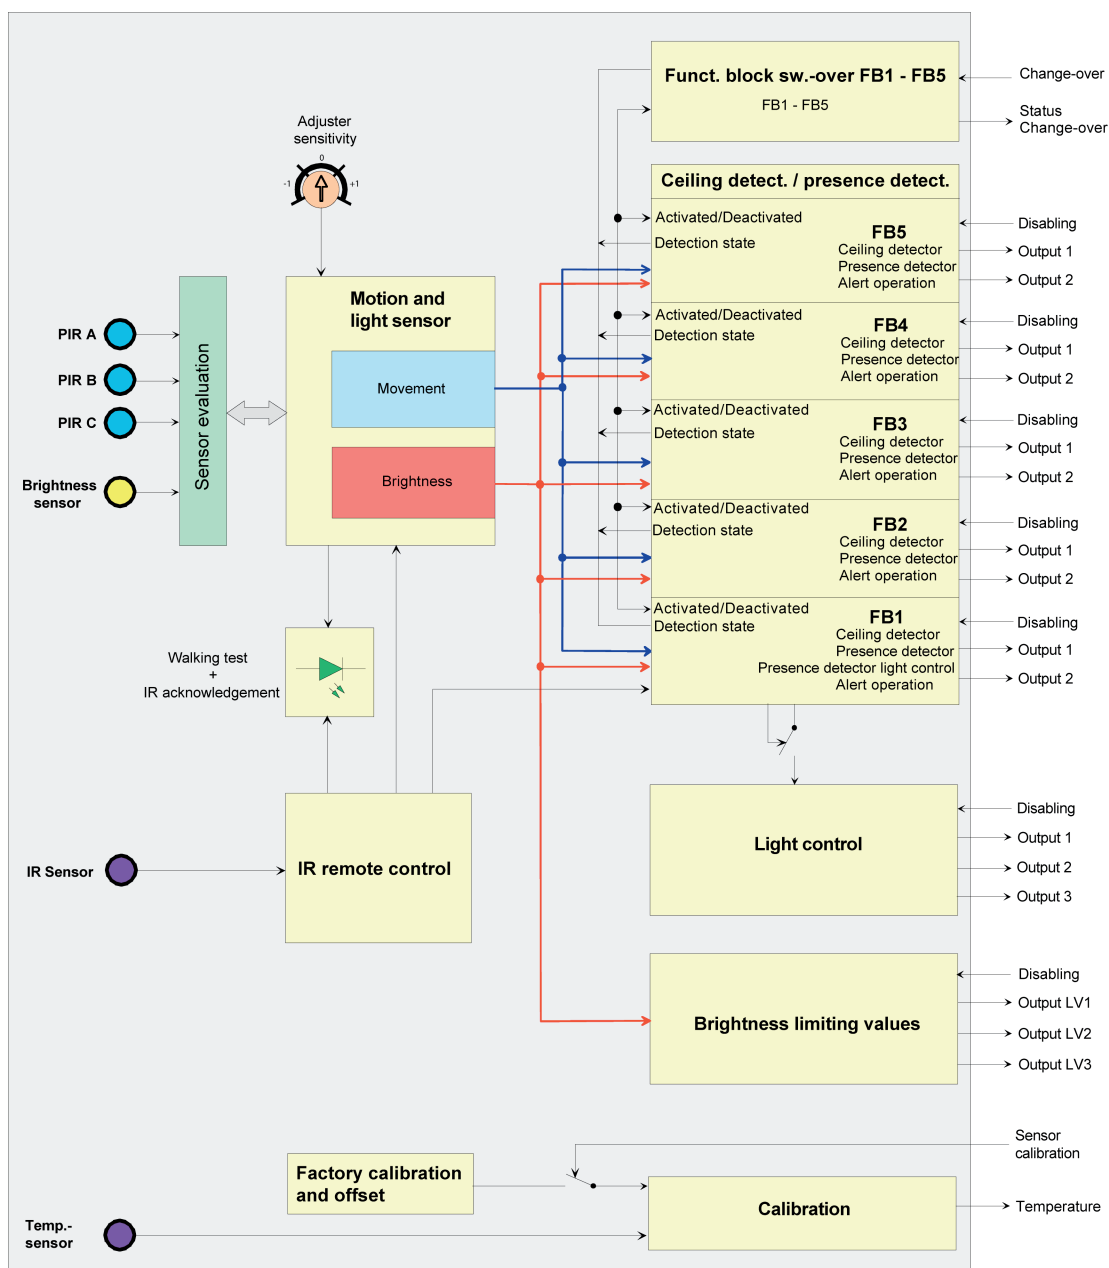 Funct. block sw.-over FB1 - FB5
FB1 - FB5
Change-over
Status
Change-over
Adjuster
sensitivity
0
-1
+1
Ceiling detect. / presence detect.
Activated/Deactivated
Detection state
FB5
Ceiling detector
Presence detector
Alert operation
Disabling
Output 1
Output 2
Activated/Deactivated
Detection state
FB4
Ceiling detector
Presence detector
Alert operation
Disabling
Output 1
Output 2
Activated/Deactivated
Detection state
FB3
Ceiling detector
Presence detector
Alert operation
Disabling
Output 1
Output 2
Activated/Deactivated
Detection state
FB2
Ceiling detector
Presence detector
Alert operation
Disabling
Output 1
Output 2
Activated/Deactivated
Detection state
FB1
Ceiling detector
Presence detector
Presence detector light control
Alert operation
Disabling
Output 1
Output 2
Motion and
light sensor
Movement
Brightness
PIR A
PIR B
PIR C
Brightness
sensor
Sensor evaluation
Walking test
+
IR acknowledgement
IR Sensor
IR remote control
Light control
Disabling
Output 1
Output 2
Output 3
Brightness limiting values
Disabling
Output LV1
Output LV2
Output LV3
Sensor
calibration
Factory calibration
and offset
Calibration
Temperature
Temp.-
sensor